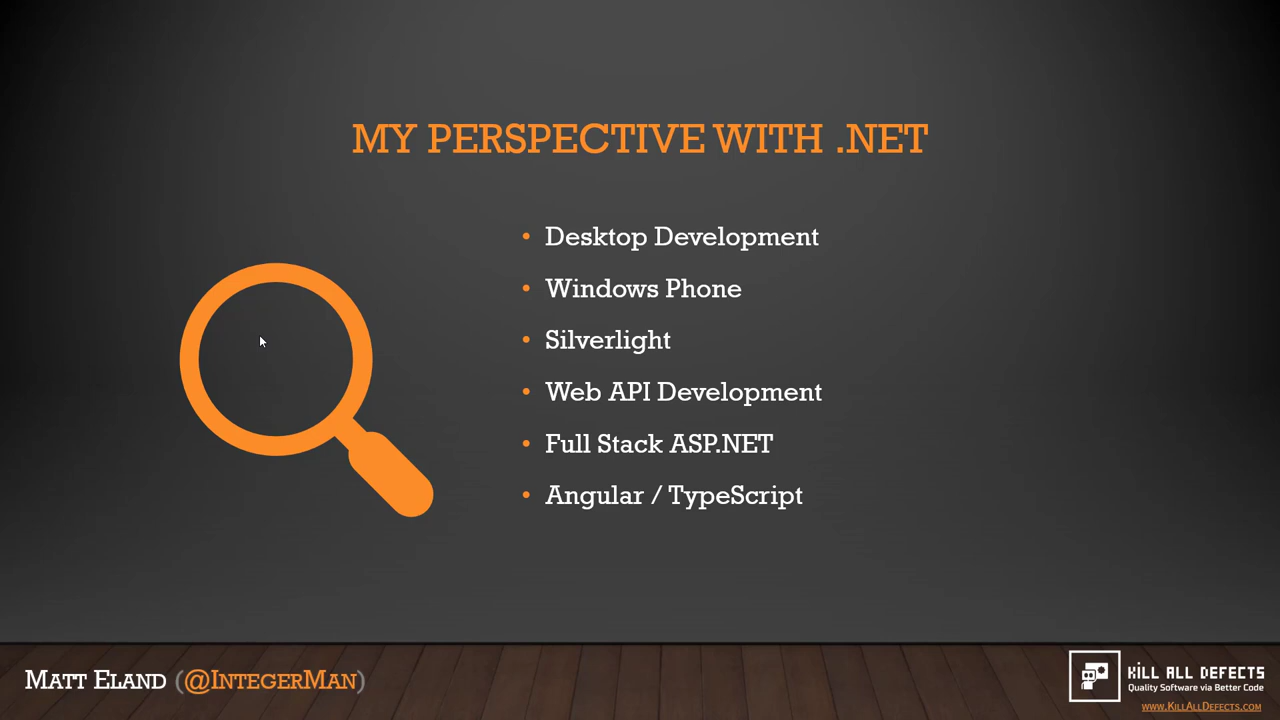 MY PERSPECTIVE WITH .NET
• Desktop Development
• Windows Phone
• Silverlight
• Web API Development
• Full Stack ASP.NET
• Angular / TypeScript
MATT ELAND (@INTEGERMAN)
KILL ALL DEFECTS
Quality Software via Better Code
WWW.KILLALLDEFECTS.COM